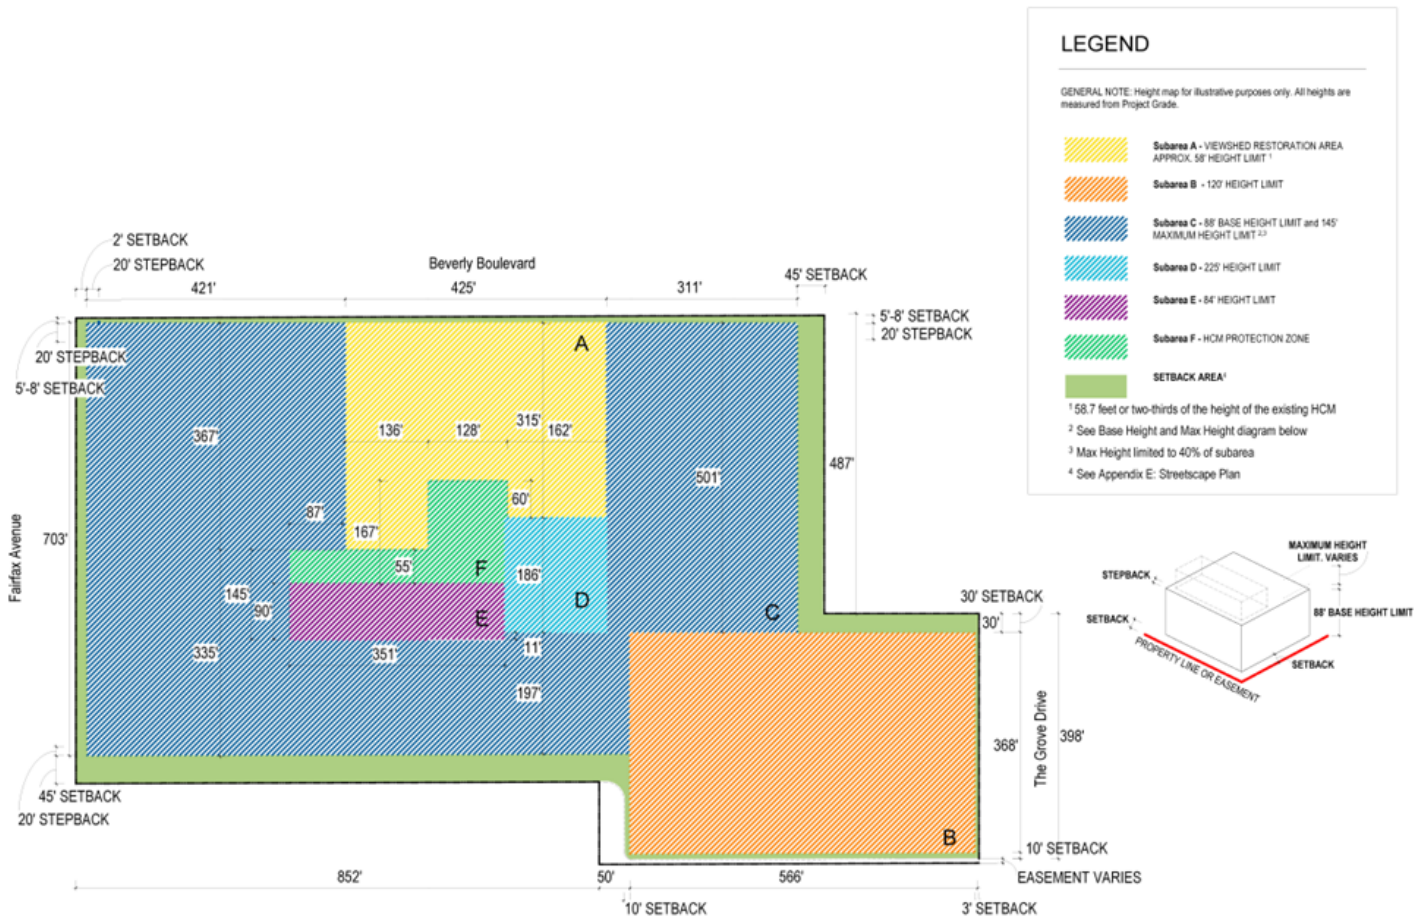 LEGEND
GENERAL NOTE: Height map for illustrative purposes only. All heights are
measured from Project Grade.
Subarea A - VIEWSHED RESTORATION AREA
APPROX. 58' HEIGHT LIMIT ¹
Subarea B - 120' HEIGHT LIMIT
Subarea C - 88' BASE HEIGHT LIMIT and 145'
MAXIMUM HEIGHT LIMIT ²,³
Subarea D - 225' HEIGHT LIMIT
Subarea E - 84' HEIGHT LIMIT
Subarea F - HCM PROTECTION ZONE
SETBACK AREA⁴
¹ 58.7 feet or two-thirds of the height of the existing HCM
² See Base Height and Max Height diagram below
³ Max Height limited to 40% of subarea
⁴ See Appendix E: Streetscape Plan
2' SETBACK
20' STEPBACK
Beverly Boulevard
45' SETBACK
421'
425'
311'
5'-8' SETBACK
20' STEPBACK
20' STEPBACK
5'-8' SETBACK
A
367'
136'
128'
315'
162'
501'
487'
87'
60'
167'
Fairfax Avenue
703'
55'
F
186'
145'
90'
E
D
C
335'
351'
11'
197'
30' SETBACK
30'
368'
The Grove Drive
398'
45' SETBACK
20' STEPBACK
B
10' SETBACK
EASEMENT VARIES
852'
50'
566'
10' SETBACK
3' SETBACK
MAXIMUM HEIGHT
LIMIT. VARIES
STEPBACK
88' BASE HEIGHT LIMIT
SETBACK
SETBACK
PROPERTY LINE OR EASEMENT